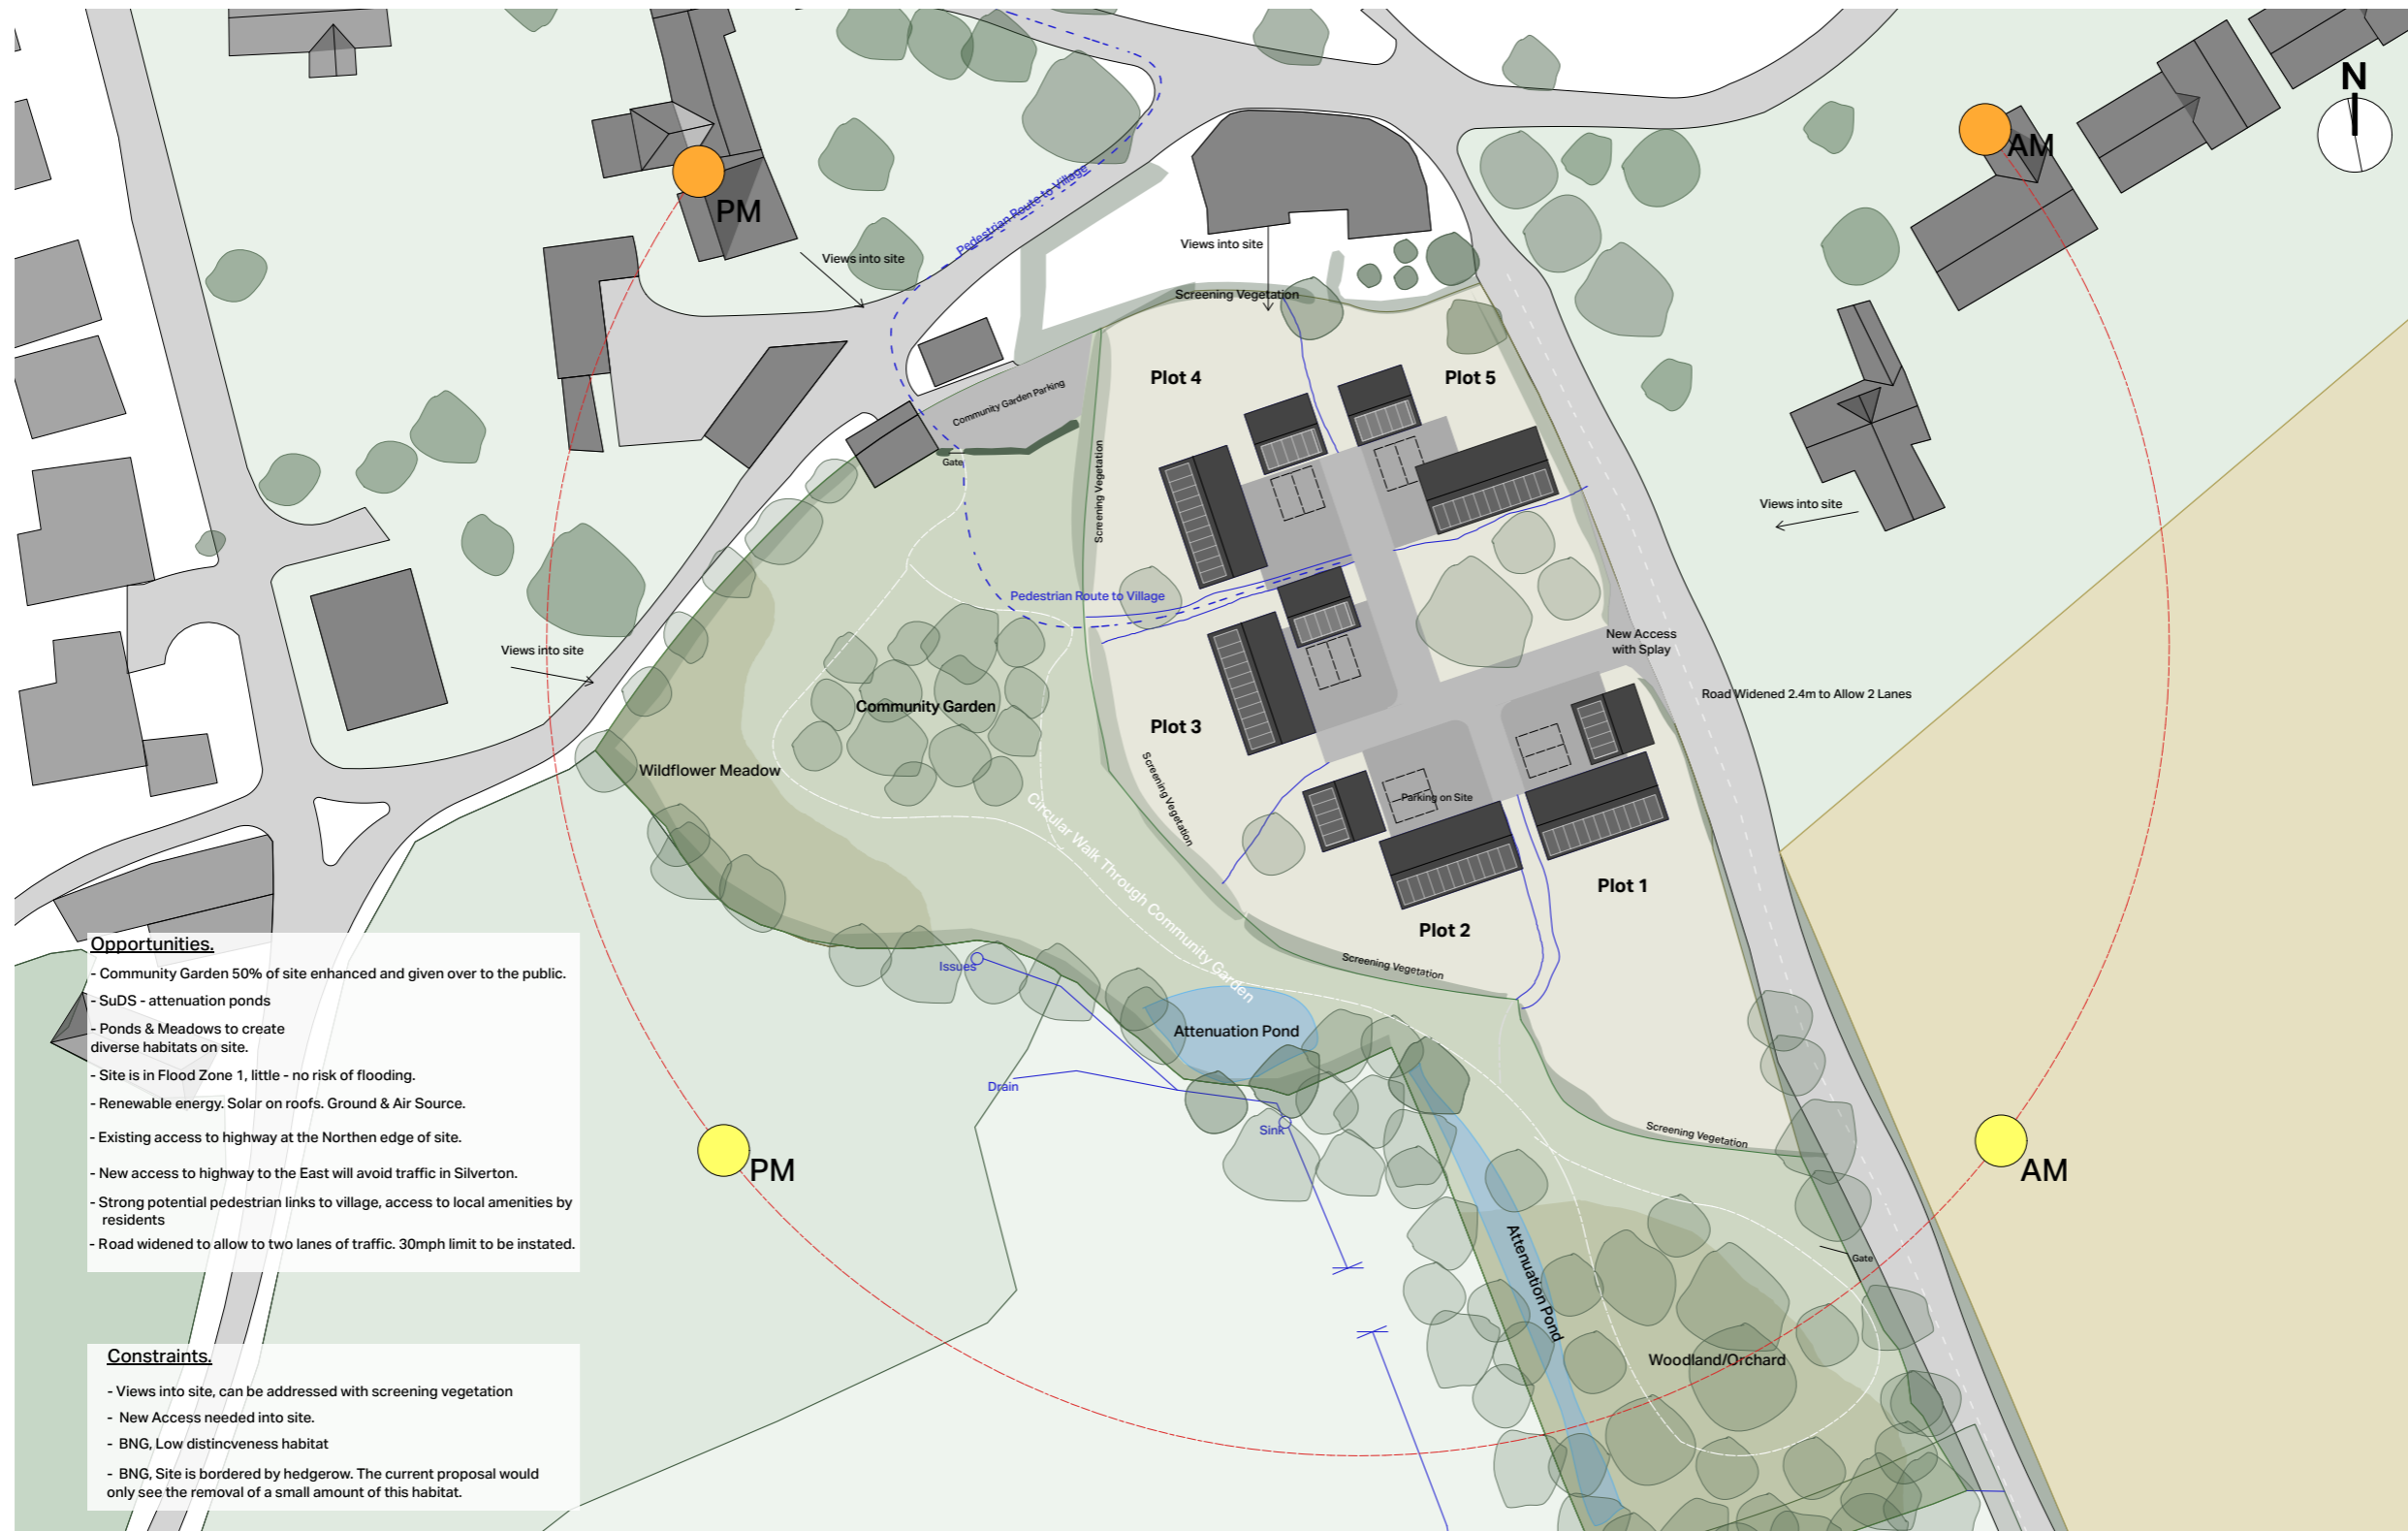 N
AM
PM
Pedestrian Route to Village
Views into site
Views into site
Screening Vegetation
Plot 4
Plot 5
Community Garden Parking
Gate
Screening Vegetation
Views into site
Pedestrian Route to Village
New Access
with Splay
Views into site
Road Widened 2.4m to Allow 2 Lanes
Community Garden
Plot 3
Wildflower Meadow
Screening Vegetation
Parking on Site
Circular Walk Through Community Garden
Plot 1
Plot 2
Screening Vegetation
Issues
Attenuation Pond
Drain
Sink
Screening Vegetation
PM
AM
Attenuation Pond
Gate
Woodland/Orchard
Opportunities.
- Community Garden 50% of site enhanced and given over to the public.
- SuDS - attenuation ponds
- Ponds & Meadows to create
diverse habitats on site.
- Site is in Flood Zone 1, little - no risk of flooding.
- Renewable energy. Solar on roofs. Ground & Air Source.
- Existing access to highway at the Northen edge of site.
- New access to highway to the East will avoid traffic in Silverton.
- Strong potential pedestrian links to village, access to local amenities by
residents
- Road widened to allow to two lanes of traffic. 30mph limit to be instated.
Constraints.
- Views into site, can be addressed with screening vegetation
- New Access needed into site.
- BNG, Low distincveness habitat
- BNG, Site is bordered by hedgerow. The current proposal would
only see the removal of a small amount of this habitat.